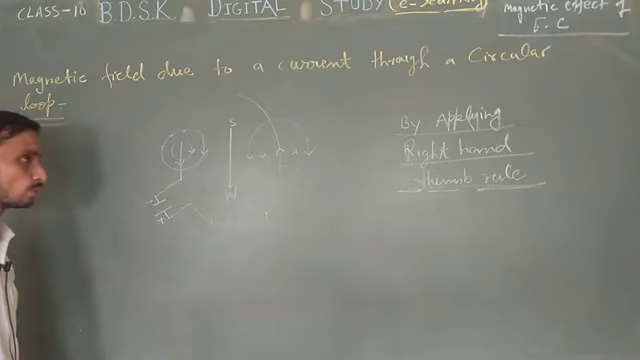 CLASS-10 B.D.S.K. DIGITAL STUDY (e-learning)
Magnetic effect of
E.C
Magnetic field due to a current through a Circular
loop-
S
N
By Applying
Right hand
Thumb rule